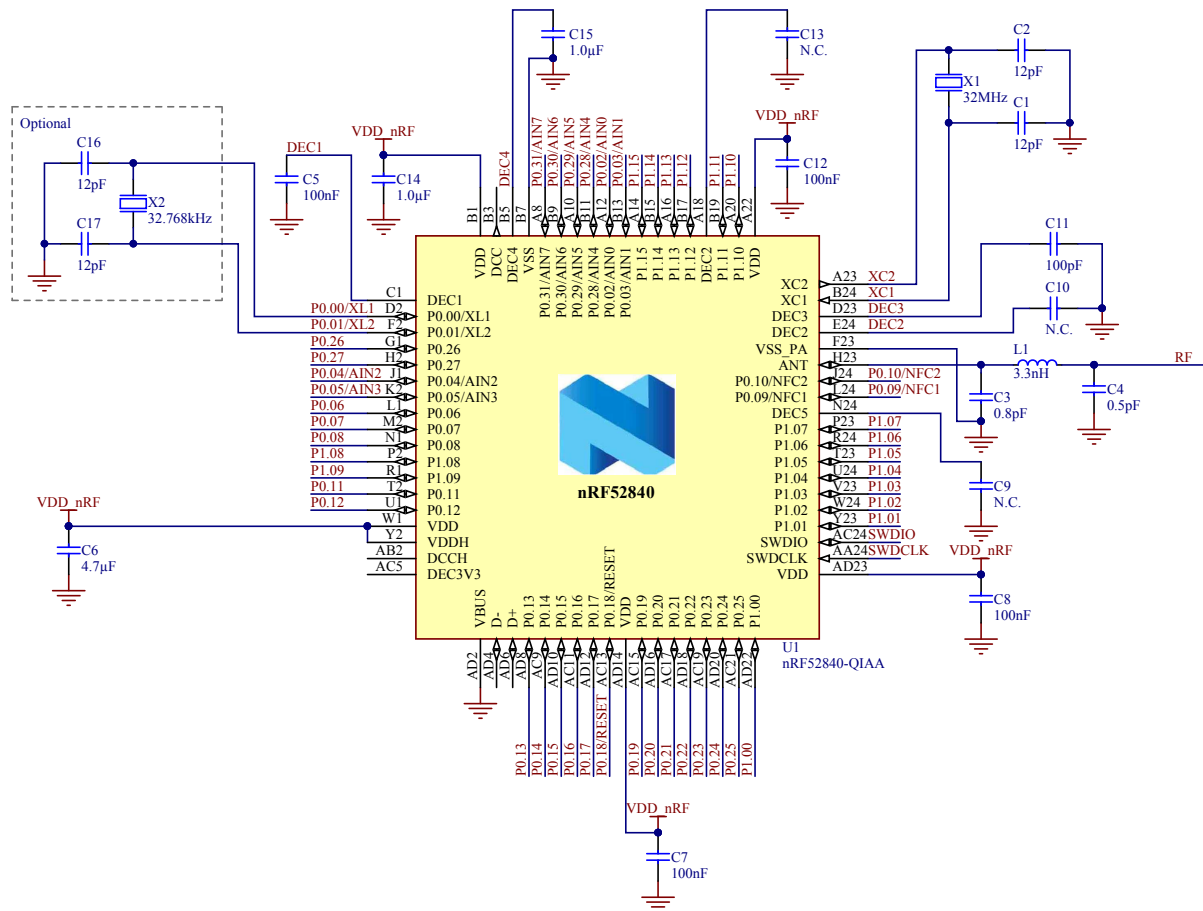 C15
1.0µF
C13
N.C.
C2
12pF
X1
32MHz
C1
12pF
Optional
C16
12pF
X2
32.768kHz
C17
12pF
DEC1
C5
100nF
VDD_nRF
C14
1.0µF
DEC4
P0.31/AIN7
P0.30/AIN6
P0.29/AIN5
P0.28/AIN4
P0.02/AIN0
P0.03/AIN1
P1.15
P1.14
P1.13
P1.12
P1.11
P1.10
VDD_nRF
C12
100nF
B1
B3
B5
B7
A8
B9
A10
B11
A12
B13
A14
B15
A16
B17
A18
B19
A20
A22
VDD
DCC
DEC4
VSS
P0.31/AIN7
P0.30/AIN6
P0.29/AIN5
P0.28/AIN4
P0.02/AIN0
P0.03/AIN1
P1.15
P1.14
P1.13
P1.12
DEC2
P1.11
P1.10
VDD
C1 DEC1
P0.00/XL1 D2 P0.00/XL1
P0.01/XL2 F2 P0.01/XL2
P0.26 G1 P0.26
P0.27 H2 P0.27
P0.04/AIN2 J1 P0.04/AIN2
P0.05/AIN3 K2 P0.05/AIN3
P0.06 L1 P0.06
P0.07 M2 P0.07
P0.08 N1 P0.08
P1.08 P2 P1.08
P1.09 R1 P1.09
P0.11 T2 P0.11
P0.12 U1 P0.12
W1 VDD
Y2 VDDH
AB2 DCCH
AC5 DEC3V3
VDD_nRF
C6
4.7µF
nRF52840
XC2 A23 XC2
XC1 B24 XC1
DEC3 D23 DEC3
DEC2 E24 DEC2
VSS_PA F23
ANT H23
P0.10/NFC2 J24 P0.10/NFC2
P0.09/NFC1 L24 P0.09/NFC1
DEC5 N24
P1.07 P23 P1.07
P1.06 R24 P1.06
P1.05 T23 P1.05
P1.04 U24 P1.04
P1.03 V23 P1.03
P1.02 W24 P1.02
P1.01 Y23 P1.01
SWDIO AC24 SWDIO
SWDCLK AA24 SWDCLK
VDD AD23
C11
100pF
C10
N.C.
L1
3.3nH
RF
C3
0.8pF
C4
0.5pF
C9
N.C.
VDD_nRF
C8
100nF
VBUS
D-
D+
P0.13
P0.14
P0.15
P0.16
P0.17
P0.18/RESET
VDD
P0.19
P0.20
P0.21
P0.22
P0.23
P0.24
P0.25
P1.00
U1
nRF52840-QIAA
AD2
AD4
AD6
AD8
AC9
AD10
AC11
AD12
AC13
AD14
AC15
AD16
AC17
AD18
AC19
AD20
AC21
AD22
P0.13
P0.14
P0.15
P0.16
P0.17
P0.18/RESET
P0.19
P0.20
P0.21
P0.22
P0.23
P0.24
P0.25
P1.00
VDD_nRF
C7
100nF